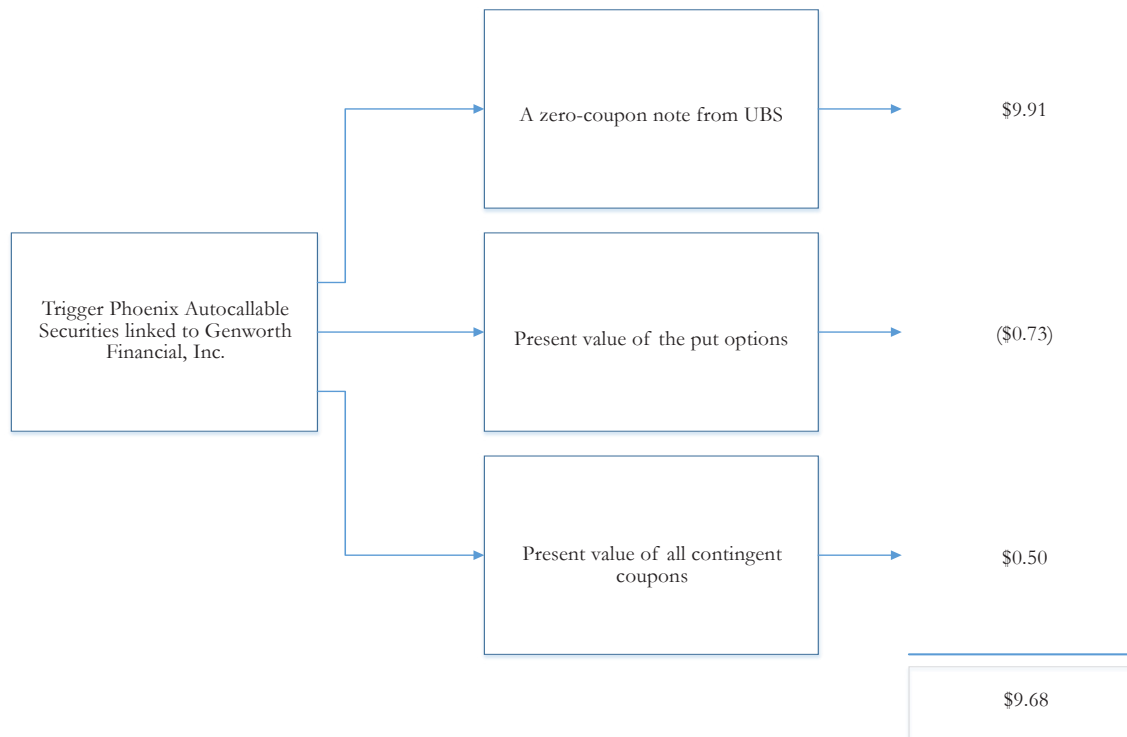 A zero-coupon note from UBS
$9.91
Trigger Phoenix Autocallable
Securities linked to Genworth
Financial, Inc.
Present value of the put options
($0.73)
Present value of all contingent
coupons
$0.50
$9.68